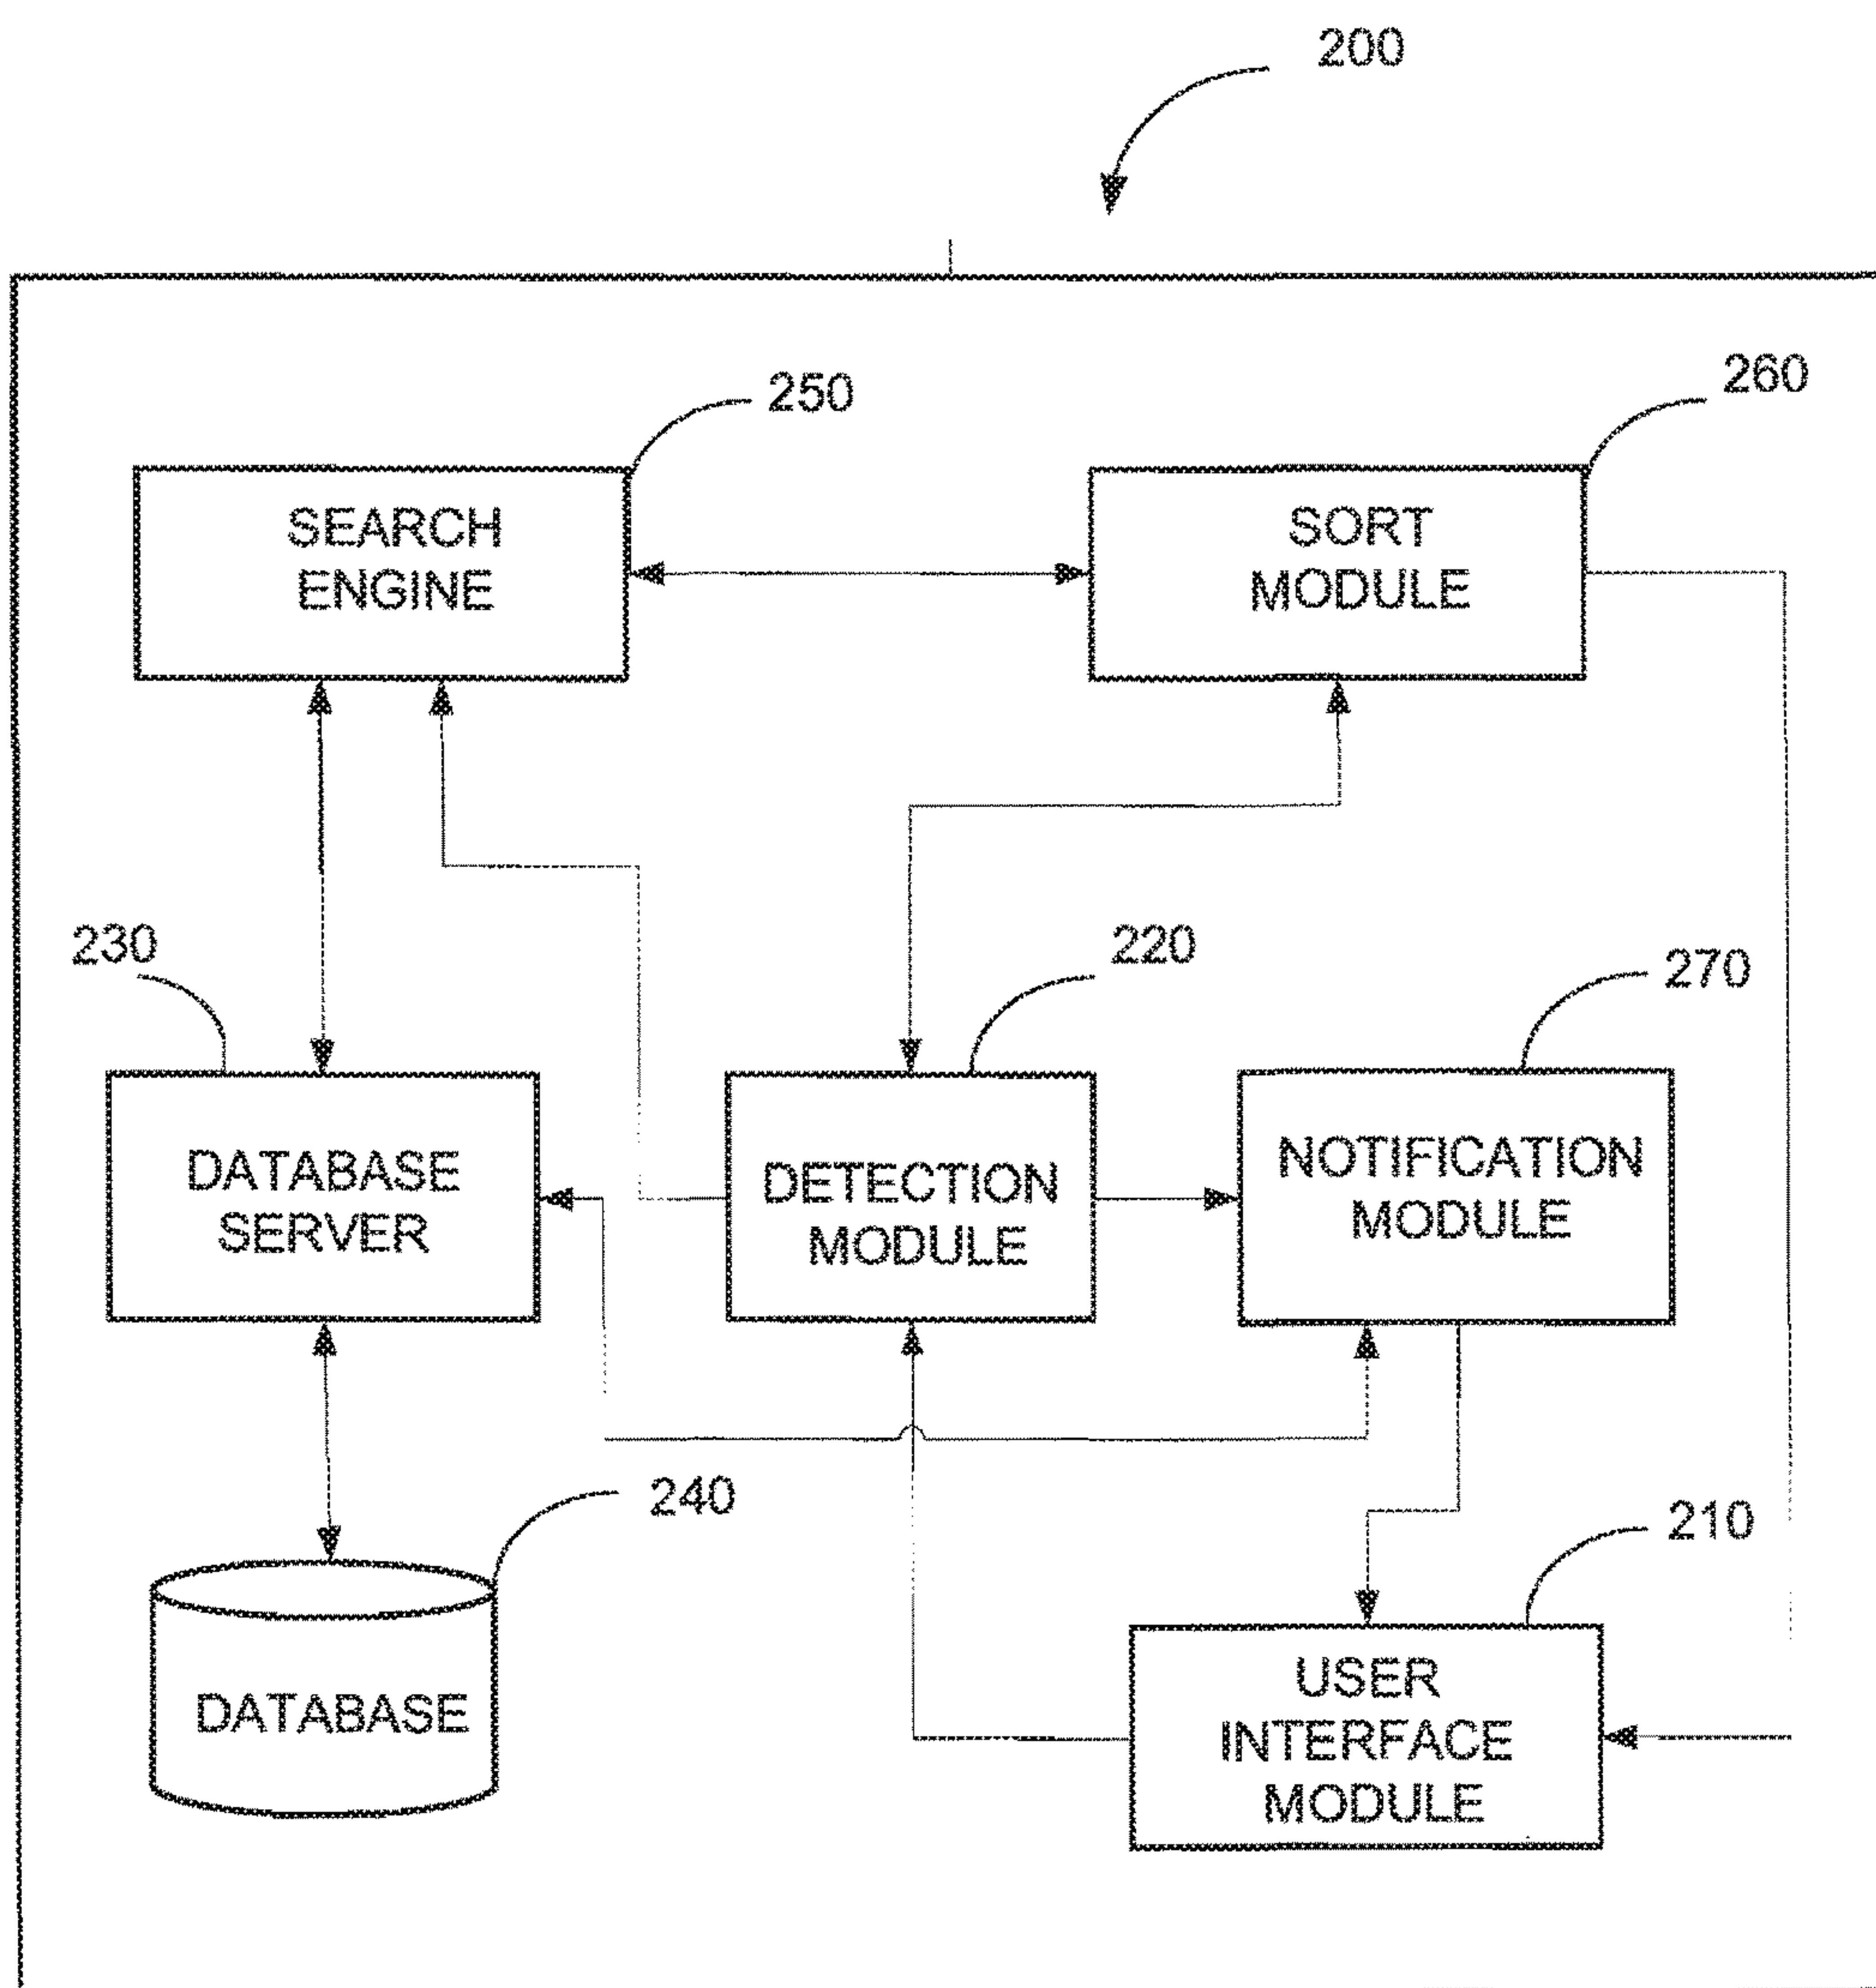 200
250
260
SEARCH
ENGINE
SORT
MODULE
230
220
270
DATABASE
SERVER
DETECTION
MODULE
NOTIFICATION
MODULE
240
210
DATABASE
USER
INTERFACE
MODULE